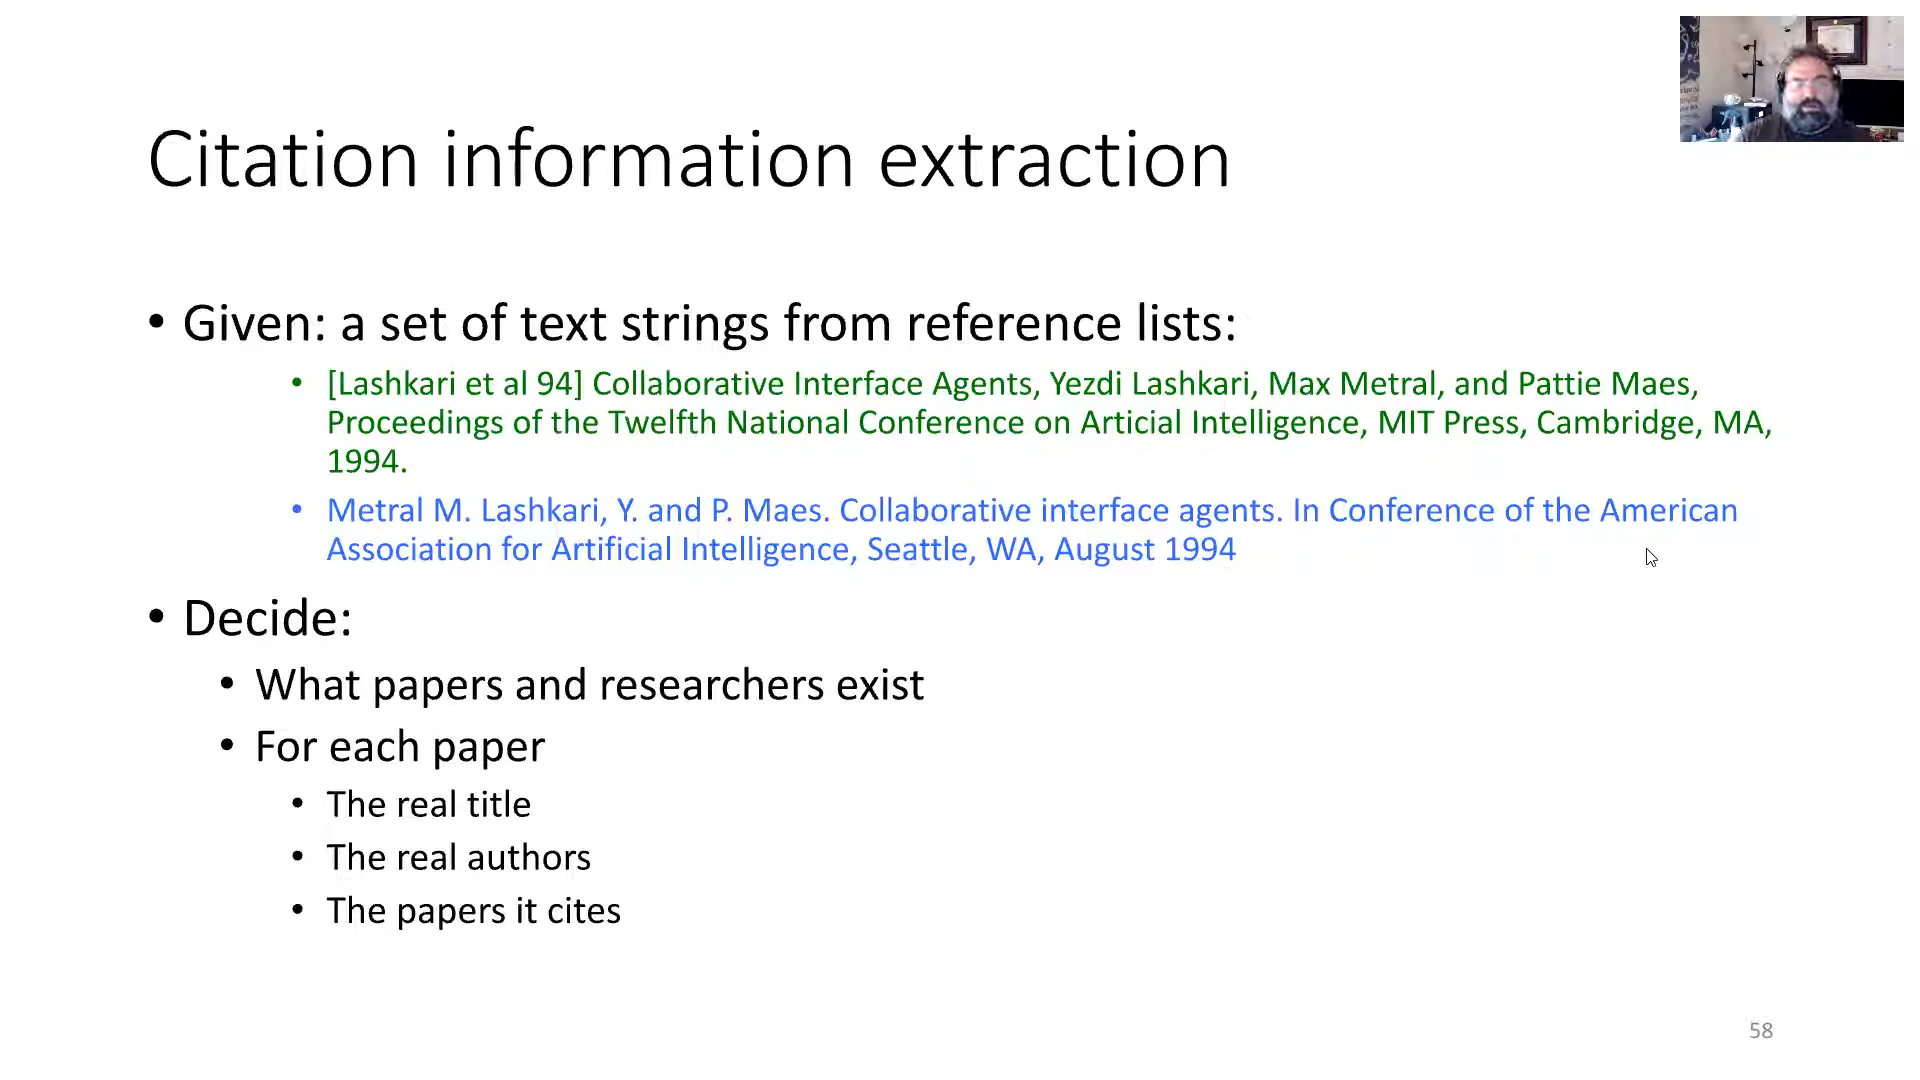 Citation information extraction
• Given: a set of text strings from reference lists:
• [Lashkari et al 94] Collaborative Interface Agents, Yezdi Lashkari, Max Metral, and Pattie Maes,
Proceedings of the Twelfth National Conference on Articial Intelligence, MIT Press, Cambridge, MA,
1994.
• Metral M. Lashkari, Y. and P. Maes. Collaborative interface agents. In Conference of the American
Association for Artificial Intelligence, Seattle, WA, August 1994
• Decide:
• What papers and researchers exist
• For each paper
• The real title
• The real authors
• The papers it cites
58